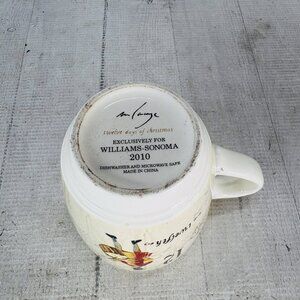 twelve days of christmas
EXCLUSIVELY FOR
WILLIAMS-SONOMA
2010
DISHWASHER AND MICROWAVE SAFE
MADE IN CHINA